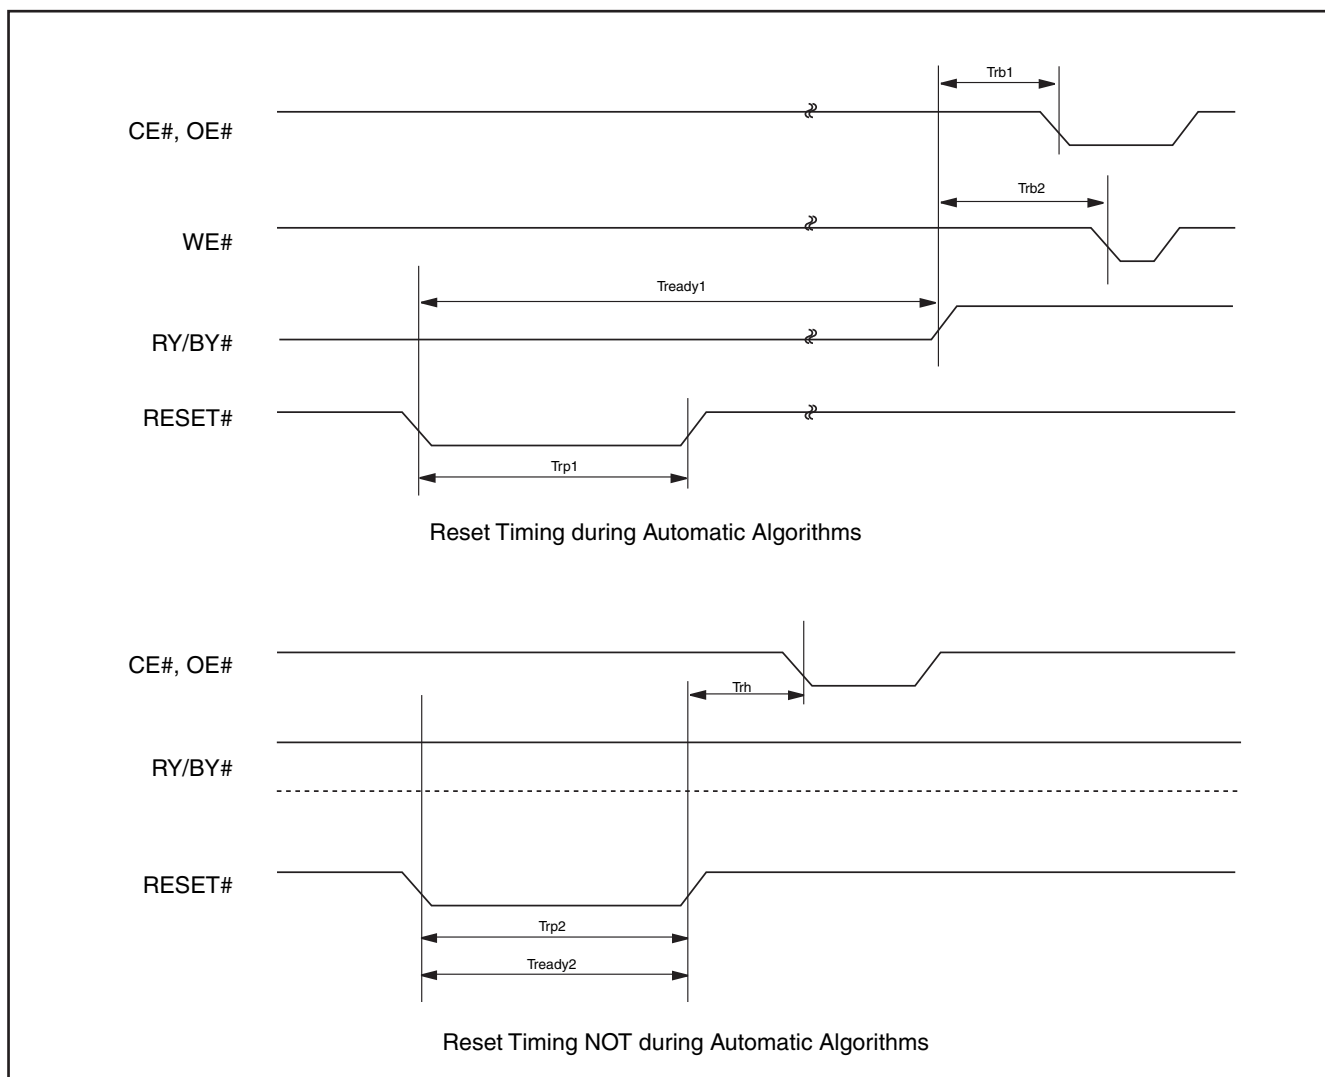 Trb1
CE#, OE#
Trb2
WE#
Tready1
RY/BY#
RESET#
Trp1
Reset Timing during Automatic Algorithms
CE#, OE#
Trh
RY/BY#
RESET#
Trp2
Tready2
Reset Timing NOT during Automatic Algorithms